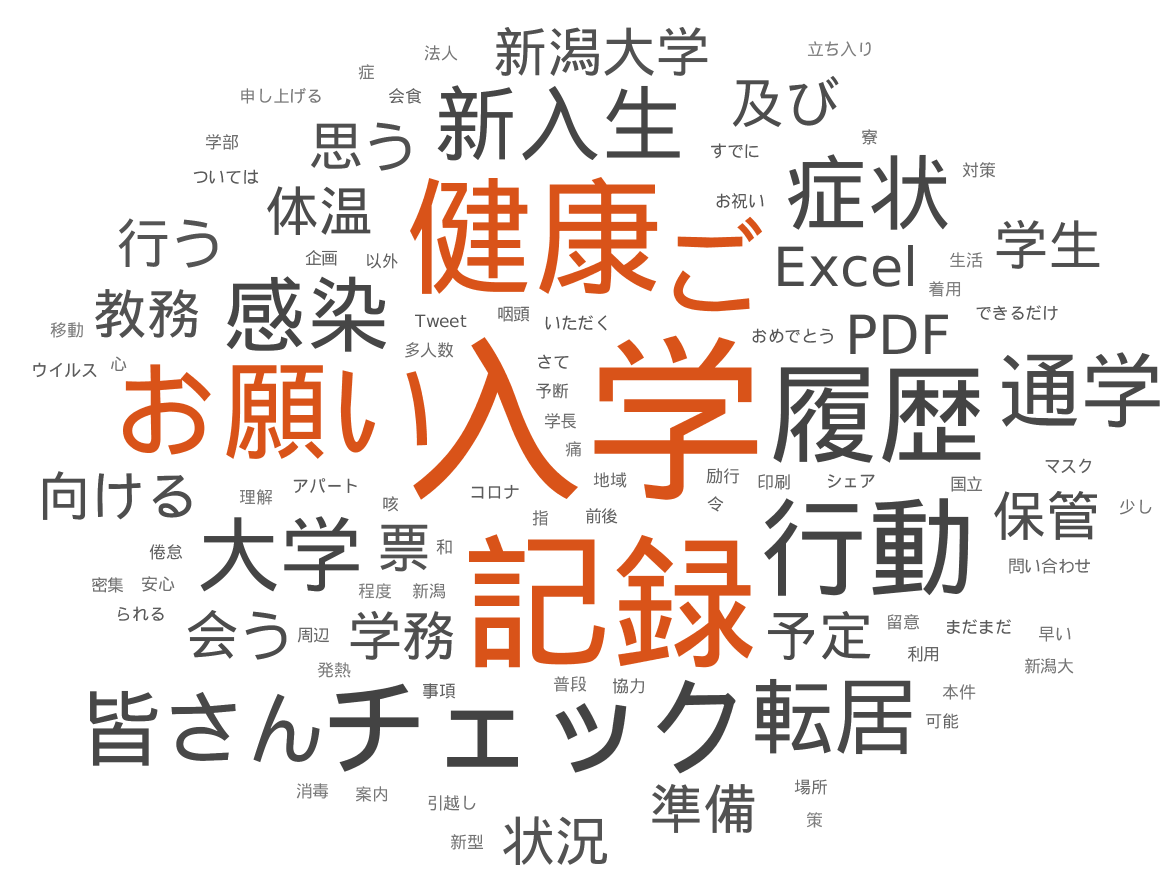 法人
新潟大学
立ち入り
症
申し上げる
会食
新入生
及び
学部
思う
すでに
寮
ついては
体温
健康
お祝い
症状
対策
行う
企画
以外
ご
Excel
生活
学生
着用
移動
教務
感染
Tweet
咽頭
いただく
おめでとう
PDF
できるだけ
ウイルス
心
多人数
さて
お願い
入学
予断
履歴
通学
学長
痛
向ける
理解
アパート
咳
コロナ
地域
励行
印刷
シェア
国立
マスク
令
指
前後
行動
保管
少し
倦怠
大学
票
和
記録
問い合わせ
密集
安心
程度
新潟
られる
会う
周辺
学務
予定
留意
まだまだ
早い
利用
新潟大
発熱
事項
普段
協力
皆さん
チェック
転居
本件
可能
消毒
案内
引越し
準備
場所
策
新型
状況